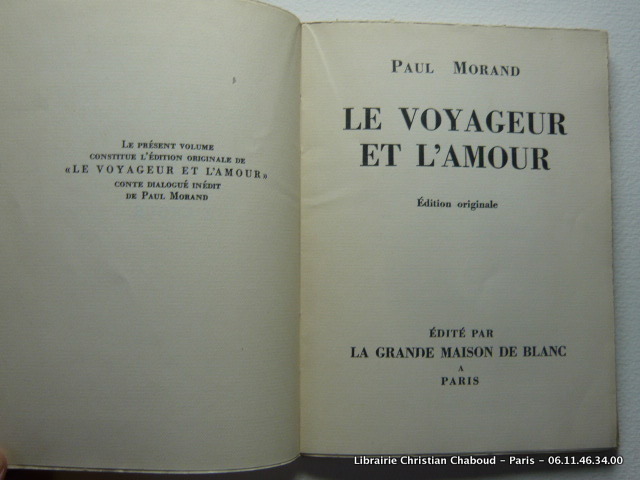 LE PRÉSENT VOLUME
CONSTITUE L'ÉDITION ORIGINALE DE
«LE VOYAGEUR ET L'AMOUR»
CONTE DIALOGUÉ INÉDIT
DE PAUL MORAND
PAUL MORAND
LE VOYAGEUR
ET L'AMOUR
Édition originale
ÉDITÉ PAR
LA GRANDE MAISON DE BLANC
A
PARIS
Librairie Christian Chaboud - Paris - 06.11.46.34.00